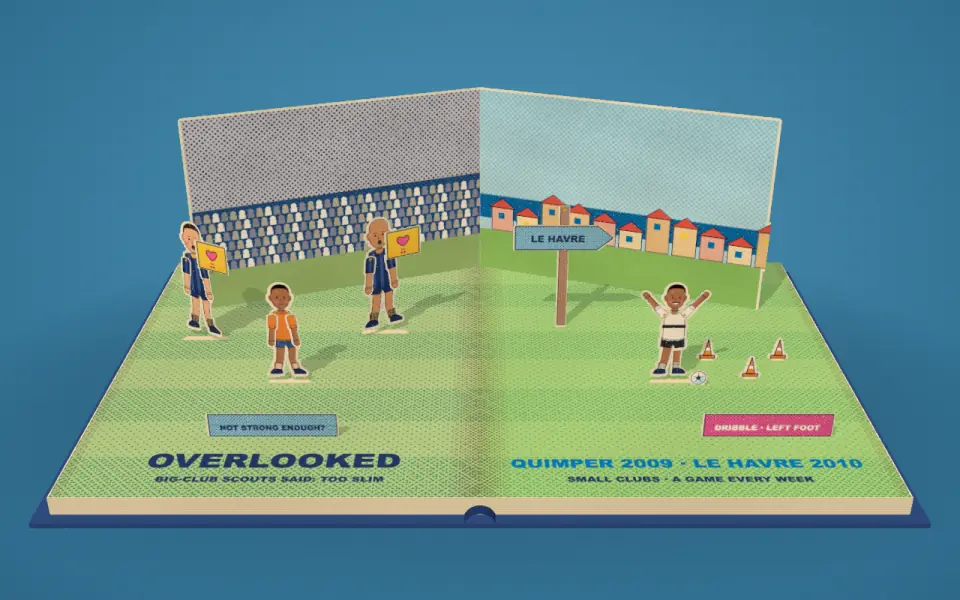 LE HAVRE
NOT STRONG ENOUGH?
OVERLOOKED
BIG-CLUB SCOUTS SAID: TOO SLIM
DRIBBLE · LEFT FOOT
QUIMPER 2009 · LE HAVRE 2010
SMALL CLUBS · A GAME EVERY WEEK